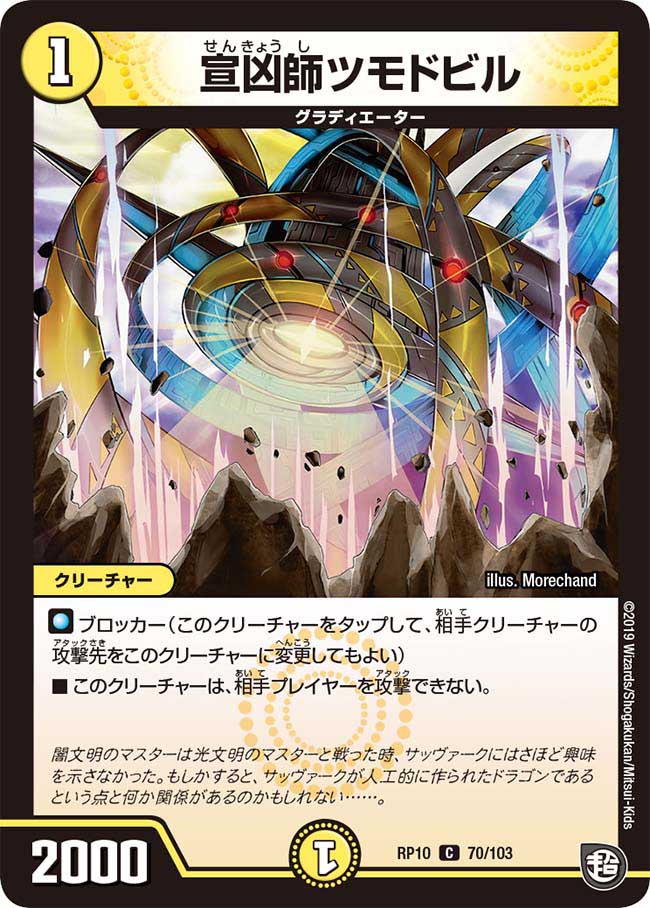 1
せんきょうし
宣凶師ツモドビル
グラディエーター
クリーチャー
illus. Morechand
ブロッカー(このクリーチャーをタップして、相手クリーチャーの
攻撃先をこのクリーチャーに変更してもよい)
■ このクリーチャーは、相手プレイヤーを攻撃できない。
闇文明のマスターは光文明のマスターと戦った時、サッヴァークにはさほど興味
を示さなかった。もしかすると、サッヴァークが人工的に作られたドラゴンである
という点と何か関係があるのかもしれない……。
©2019 Wizards/Shogakukan/Mitsui-Kids
2000
1
RP10 C 70/103
超